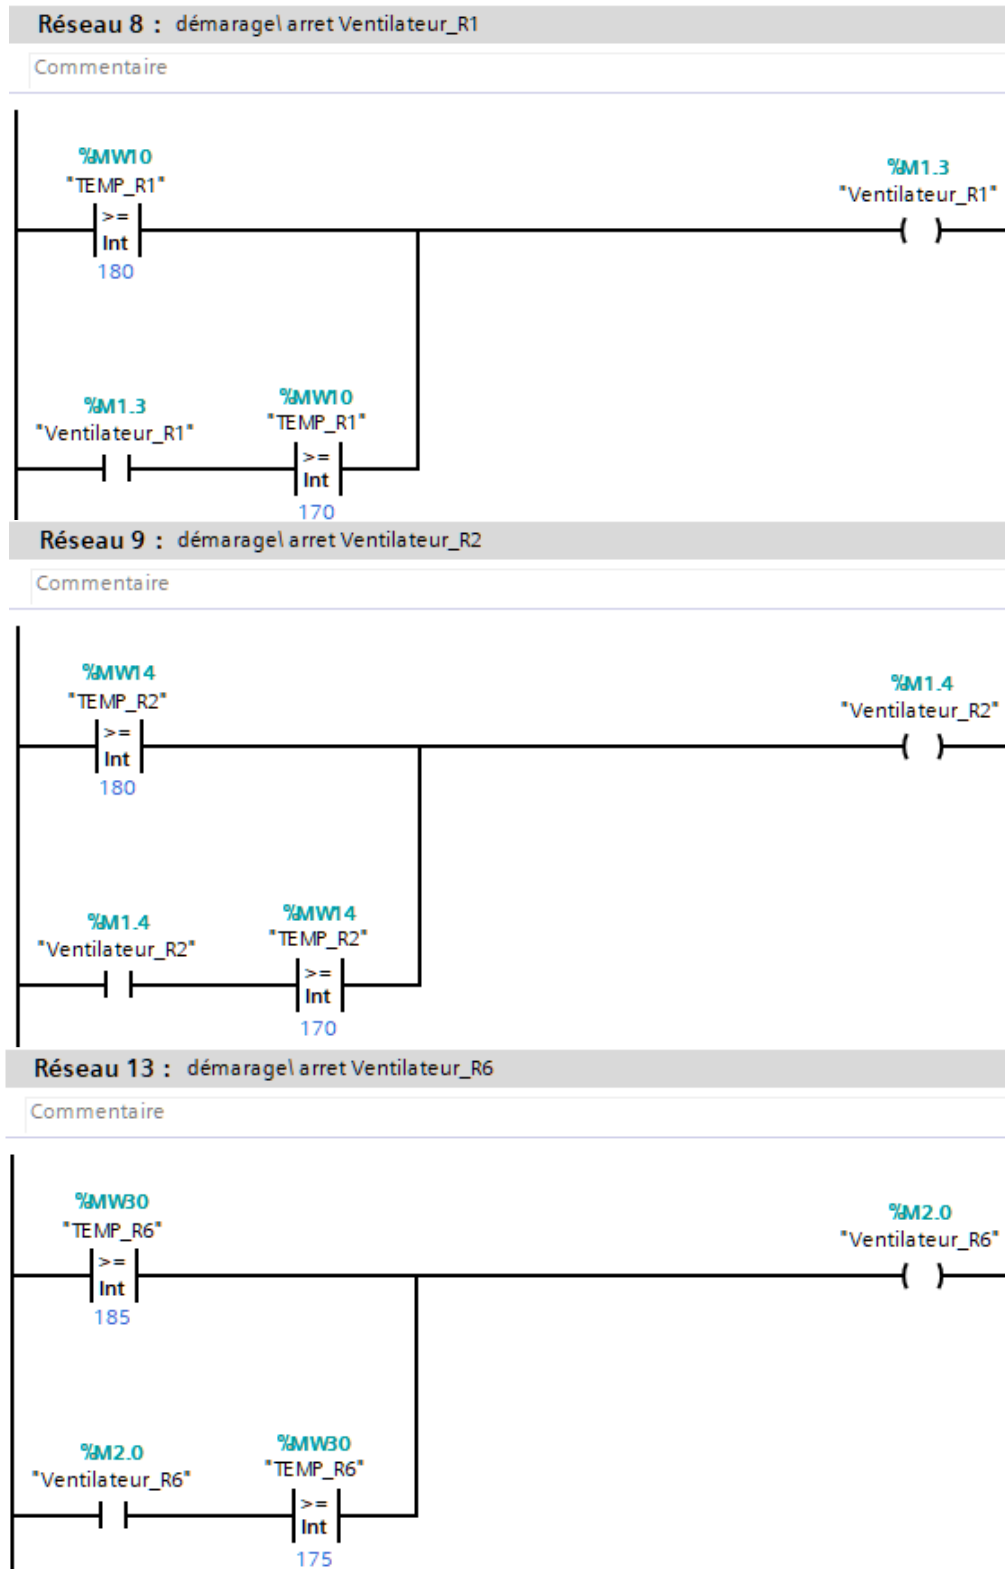 Réseau 8 : démarage\ arret Ventilateur_R1
Commentaire
%MW10
"TEMP_R1"
>=
Int
180
%M1.3
"Ventilateur_R1"
%M1.3
"Ventilateur_R1"
%MW10
"TEMP_R1"
>=
Int
170
Réseau 9 : démarage\ arret Ventilateur_R2
Commentaire
%MW14
"TEMP_R2"
>=
Int
180
%M1.4
"Ventilateur_R2"
%M1.4
"Ventilateur_R2"
%MW14
"TEMP_R2"
>=
Int
170
Réseau 13 : démarage\ arret Ventilateur_R6
Commentaire
%MW30
"TEMP_R6"
>=
Int
185
%M2.0
"Ventilateur_R6"
%M2.0
"Ventilateur_R6"
%MW30
"TEMP_R6"
>=
Int
175